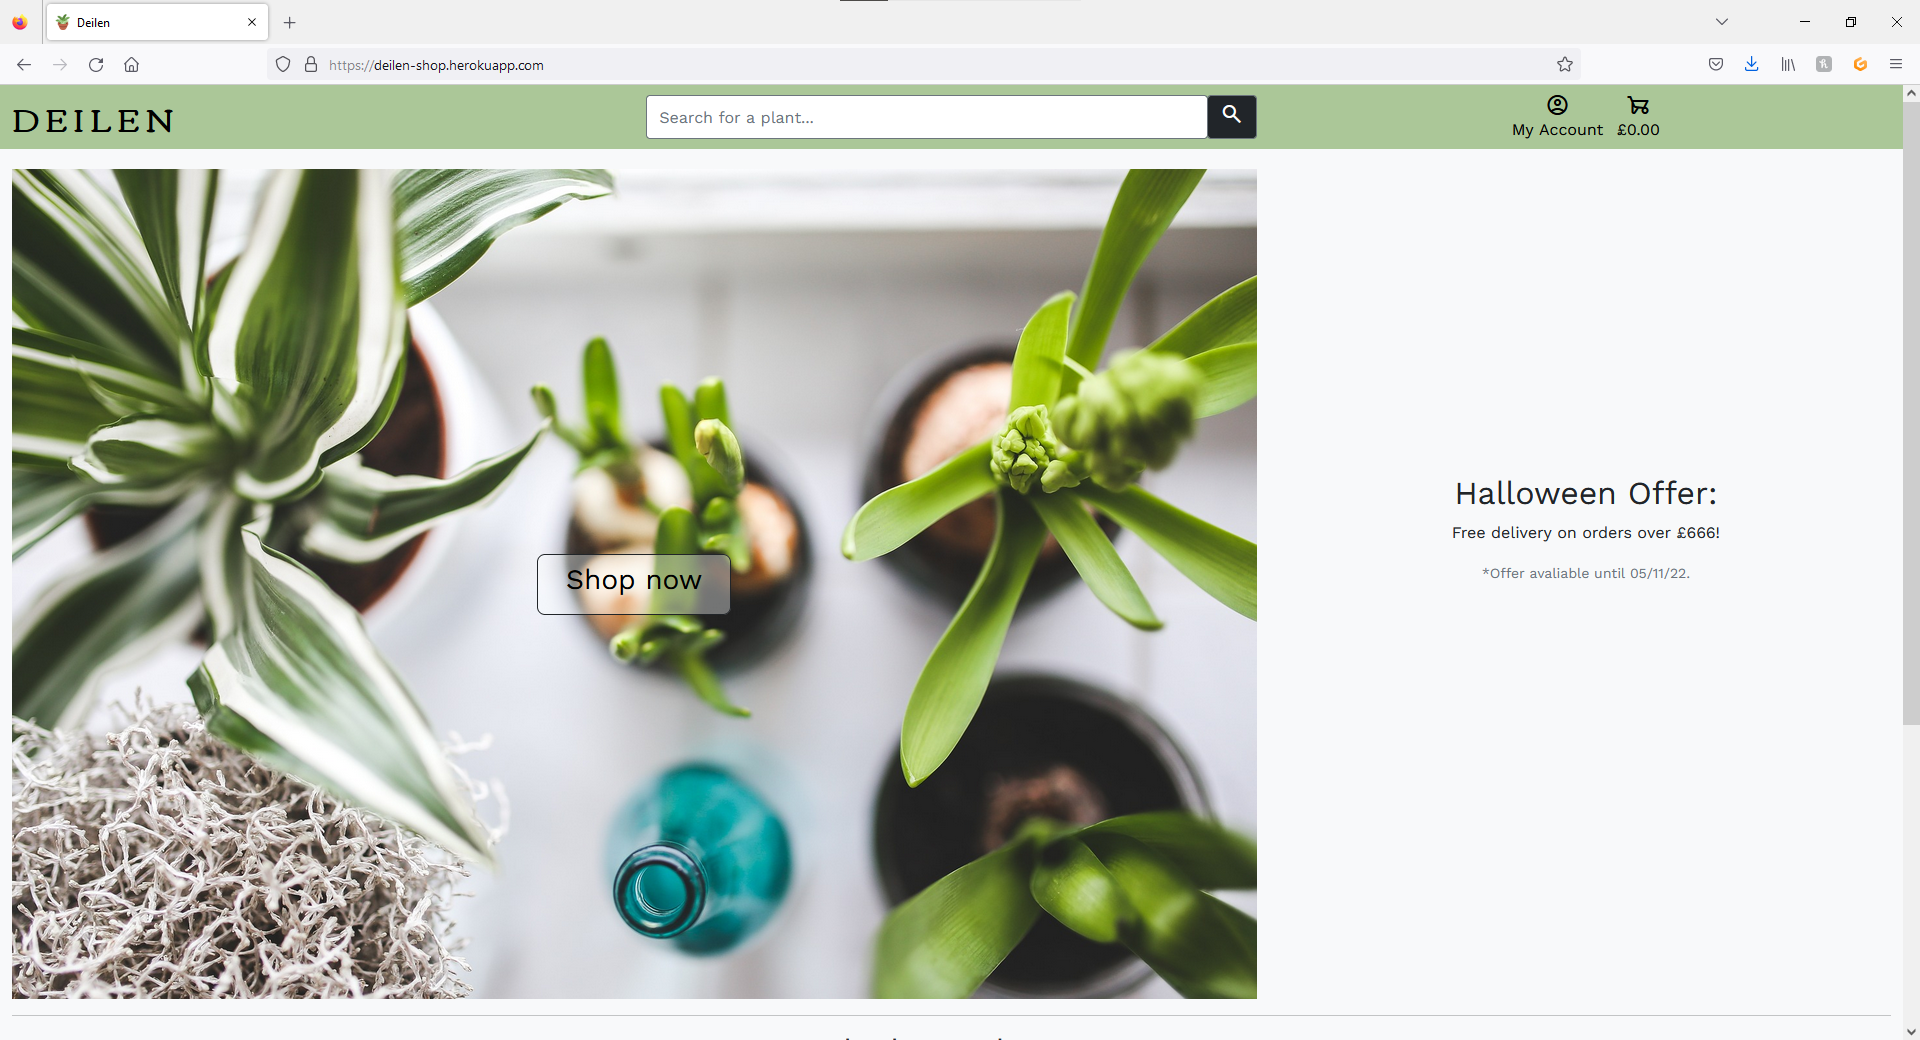 Deilen
https://deilen-shop.herokuapp.com
DEILEN
Search for a plant...
My Account
£0.00
Shop now
Halloween Offer:
Free delivery on orders over £666!
*Offer avaliable until 05/11/22.